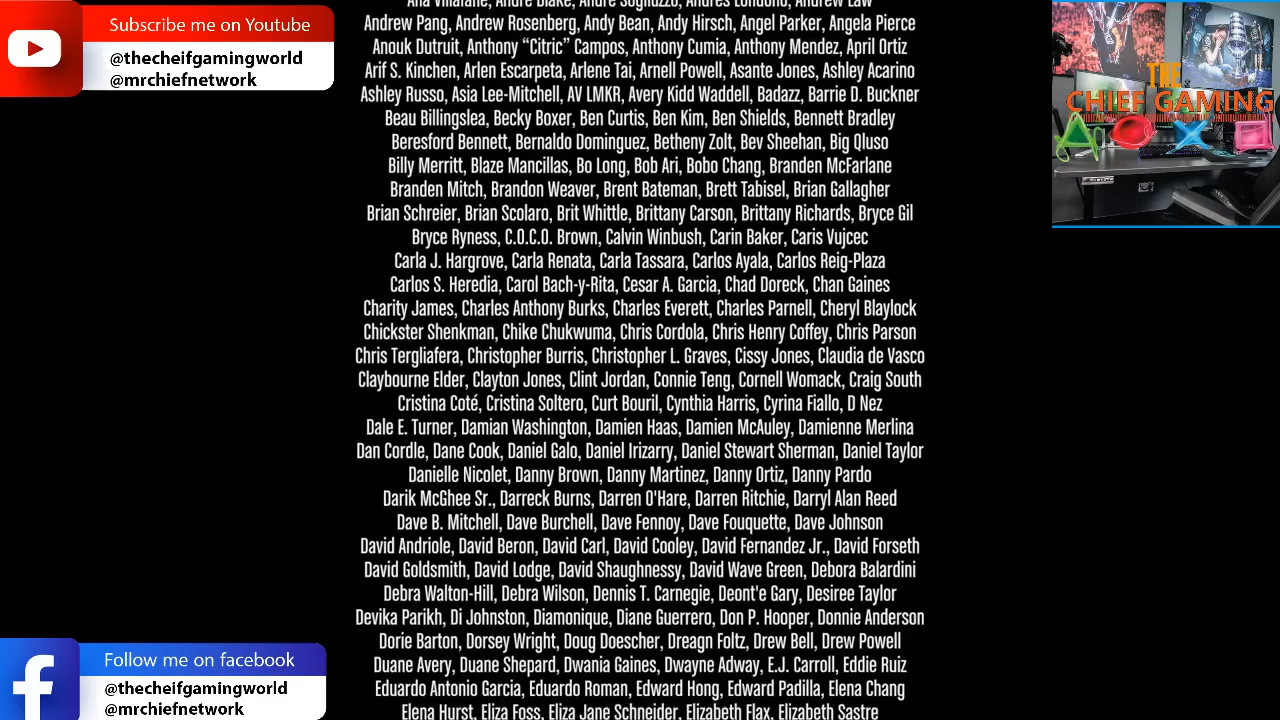 Subscribe me on Youtube
@thecheifgamingworld
@mrchiefnetwork
THE
CHIEF GAMING
Ana Villafañe, André Blake, André Sogliuzzo, Andres Londono, Andrew Law
Andrew Pang, Andrew Rosenberg, Andy Bean, Andy Hirsch, Angel Parker, Angela Pierce
Anouk Dutruit, Anthony “Citric” Campos, Anthony Cumia, Anthony Mendez, April Ortiz
Arif S. Kinchen, Arlen Escarpeta, Arlene Tai, Arnell Powell, Asante Jones, Ashley Acarino
Ashley Russo, Asta Lee-Mitchell, AV LMKR, Avery Kidd Waddell, Badazz, Barrie D. Buckner
Beau Billingslea, Becky Boxer, Ben Curtis, Ben Kim, Ben Shields, Bennett Bradley
Beresford Bennett, Bernaldo Dominguez, Betheny Zolt, Bev Sheehan, Big Qluso
Billy Merritt, Blaze Mancillas, Bo Long, Bob Ari, Bobo Chang, Branden McFarlane
Branden Mitch, Brandon Weaver, Brent Bateman, Brett Tabisel, Brian Gallagher
Brian Schreier, Brian Scolaro, Brit Whittle, Brittany Carson, Brittany Richards, Bryce Gil
Bryce Ryness, C.O.C.O. Brown, Calvin Winbush, Carin Baker, Caris Vujcec
Carla J. Hargrove, Carla Renata, Carla Tassara, Carlos Ayala, Carlos Reig-Plaza
Carlos S. Heredia, Carol Bach-y-Rita, Cesar A. Garcia, Chad Doreck, Chan Gaines
Charity James, Charles Anthony Burks, Charles Everett, Charles Parnell, Cheryl Blaylock
Chickster Shenkman, Chike Chukwuma, Chris Cordola, Chris Henry Coffey, Chris Parson
Chris Tergliafera, Christopher Burris, Christopher L. Graves, Cissy Jones, Claudia de Vasco
Claybourne Elder, Clayton Jones, Clint Jordan, Connie Teng, Cornell Womack, Craig South
Cristina Coté, Cristina Soltero, Curt Bouril, Cynthia Harris, Cyrina Fiallo, D Nez
Dale E. Turner, Damian Washington, Damien Haas, Damien McAuley, Damienne Merlina
Dan Cordle, Dane Cook, Daniel Galo, Daniel Irizarry, Daniel Stewart Sherman, Daniel Taylor
Danielle Nicolet, Danny Brown, Danny Martinez, Danny Ortiz, Danny Pardo
Darik McGhee Sr., Darreck Burns, Darren O'Hare, Darren Ritchie, Darryl Alan Reed
Dave B. Mitchell, Dave Burchell, Dave Fennoy, Dave Fouquette, Dave Johnson
David Andriole, David Beron, David Carl, David Cooley, David Fernandez Jr., David Forseth
David Goldsmith, David Lodge, David Shaughnessy, David Wave Green, Debora Balardini
Debra Walton-Hill, Debra Wilson, Dennis T. Carnegie, Deont'e Gary, Desiree Taylor
Devika Parikh, Di Johnston, Diamonique, Diane Guerrero, Don P. Hooper, Donnie Anderson
Dorie Barton, Dorsey Wright, Doug Doescher, Dreagn Foltz, Drew Bell, Drew Powell
Duane Avery, Duane Shepard, Dwania Gaines, Dwayne Adway, E.J. Carroll, Eddie Ruiz
Eduardo Antonio Garcia, Eduardo Roman, Edward Hong, Edward Padilla, Elena Chang
Elena Hurst, Eliza Foss, Eliza Jane Schneider, Elizabeth Flax, Elizabeth Sastre
Follow me on facebook
@thecheifgamingworld
@mrchiefnetwork